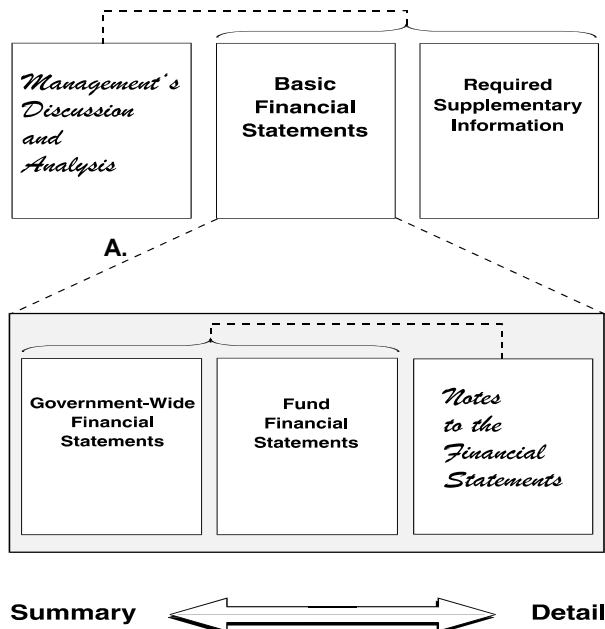 Management's
Discussion
and
Analysis
Basic
Financial
Statements
Required
Supplementary
Information
A.
Government-Wide
Financial
Statements
Fund
Financial
Statements
Notes
to the
Financial
Statements
Summary
Detail